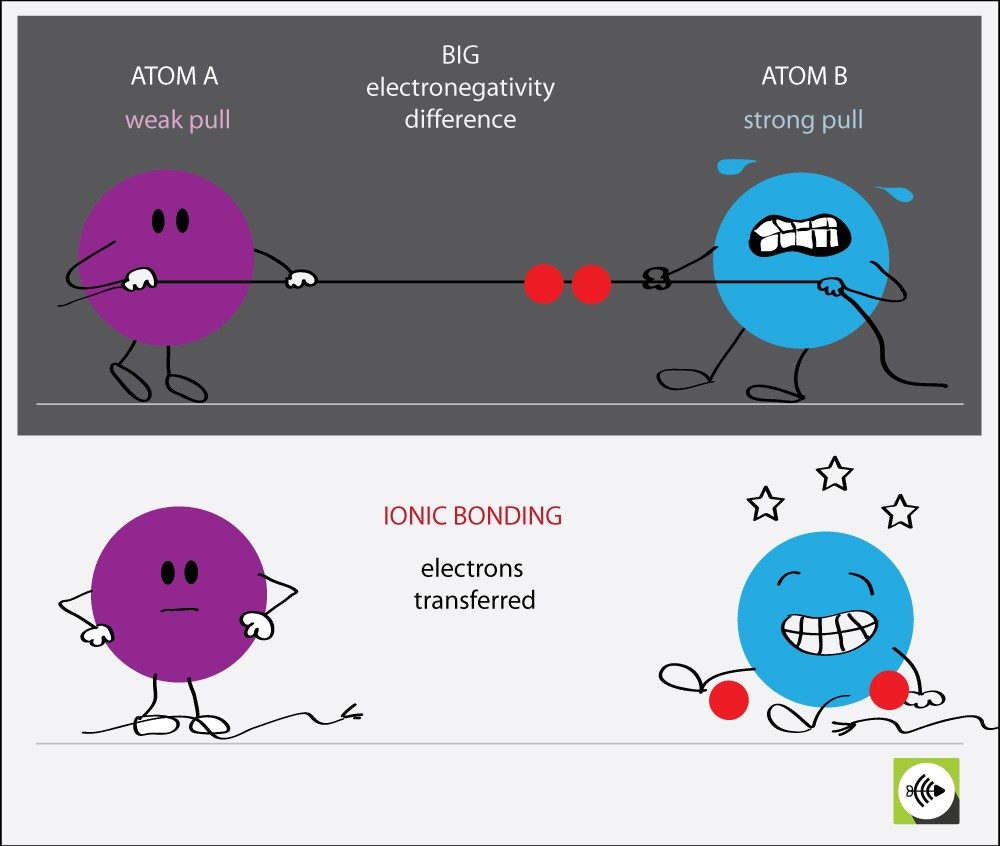 ATOM A
weak pull
BIG
electronegativity
difference
ATOM B
strong pull
IONIC BONDING
electrons
transferred